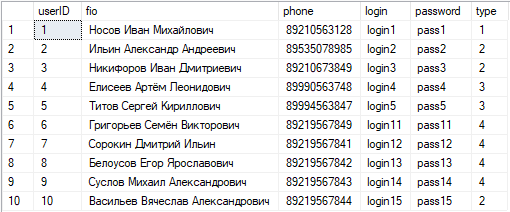 userID fio phone login password type
1 1 Носов Иван Михайлович 89210563128 login1 pass1 1
2 2 Ильин Александр Андреевич 89535078985 login2 pass2 2
3 3 Никифоров Иван Дмитриевич 89210673849 login3 pass3 2
4 4 Елисеев Артём Леонидович 89990563748 login4 pass4 3
5 5 Титов Сергей Кириллович 89994563847 login5 pass5 3
6 6 Григорьев Семён Викторович 89219567849 login11 pass11 4
7 7 Сорокин Дмитрий Ильин 89219567841 login12 pass12 4
8 8 Белоусов Егор Ярославович 89219567842 login13 pass13 4
9 9 Суслов Михаил Александрович 89219567843 login14 pass14 4
10 10 Васильев Вячеслав Александрович 89219567844 login15 pass15 2